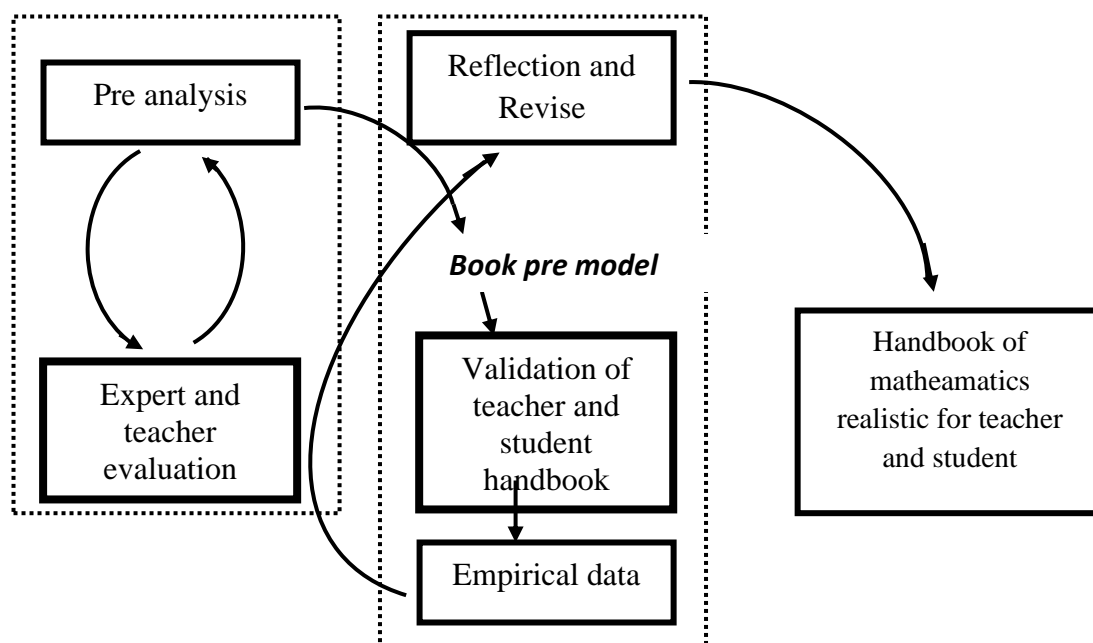 Pre analysis
Expert and
teacher
evaluation
Reflection and
Revise
Book pre model
Validation of
teacher and
student
handbook
Empirical data
Handbook of
matheamatics
realistic for teacher
and student